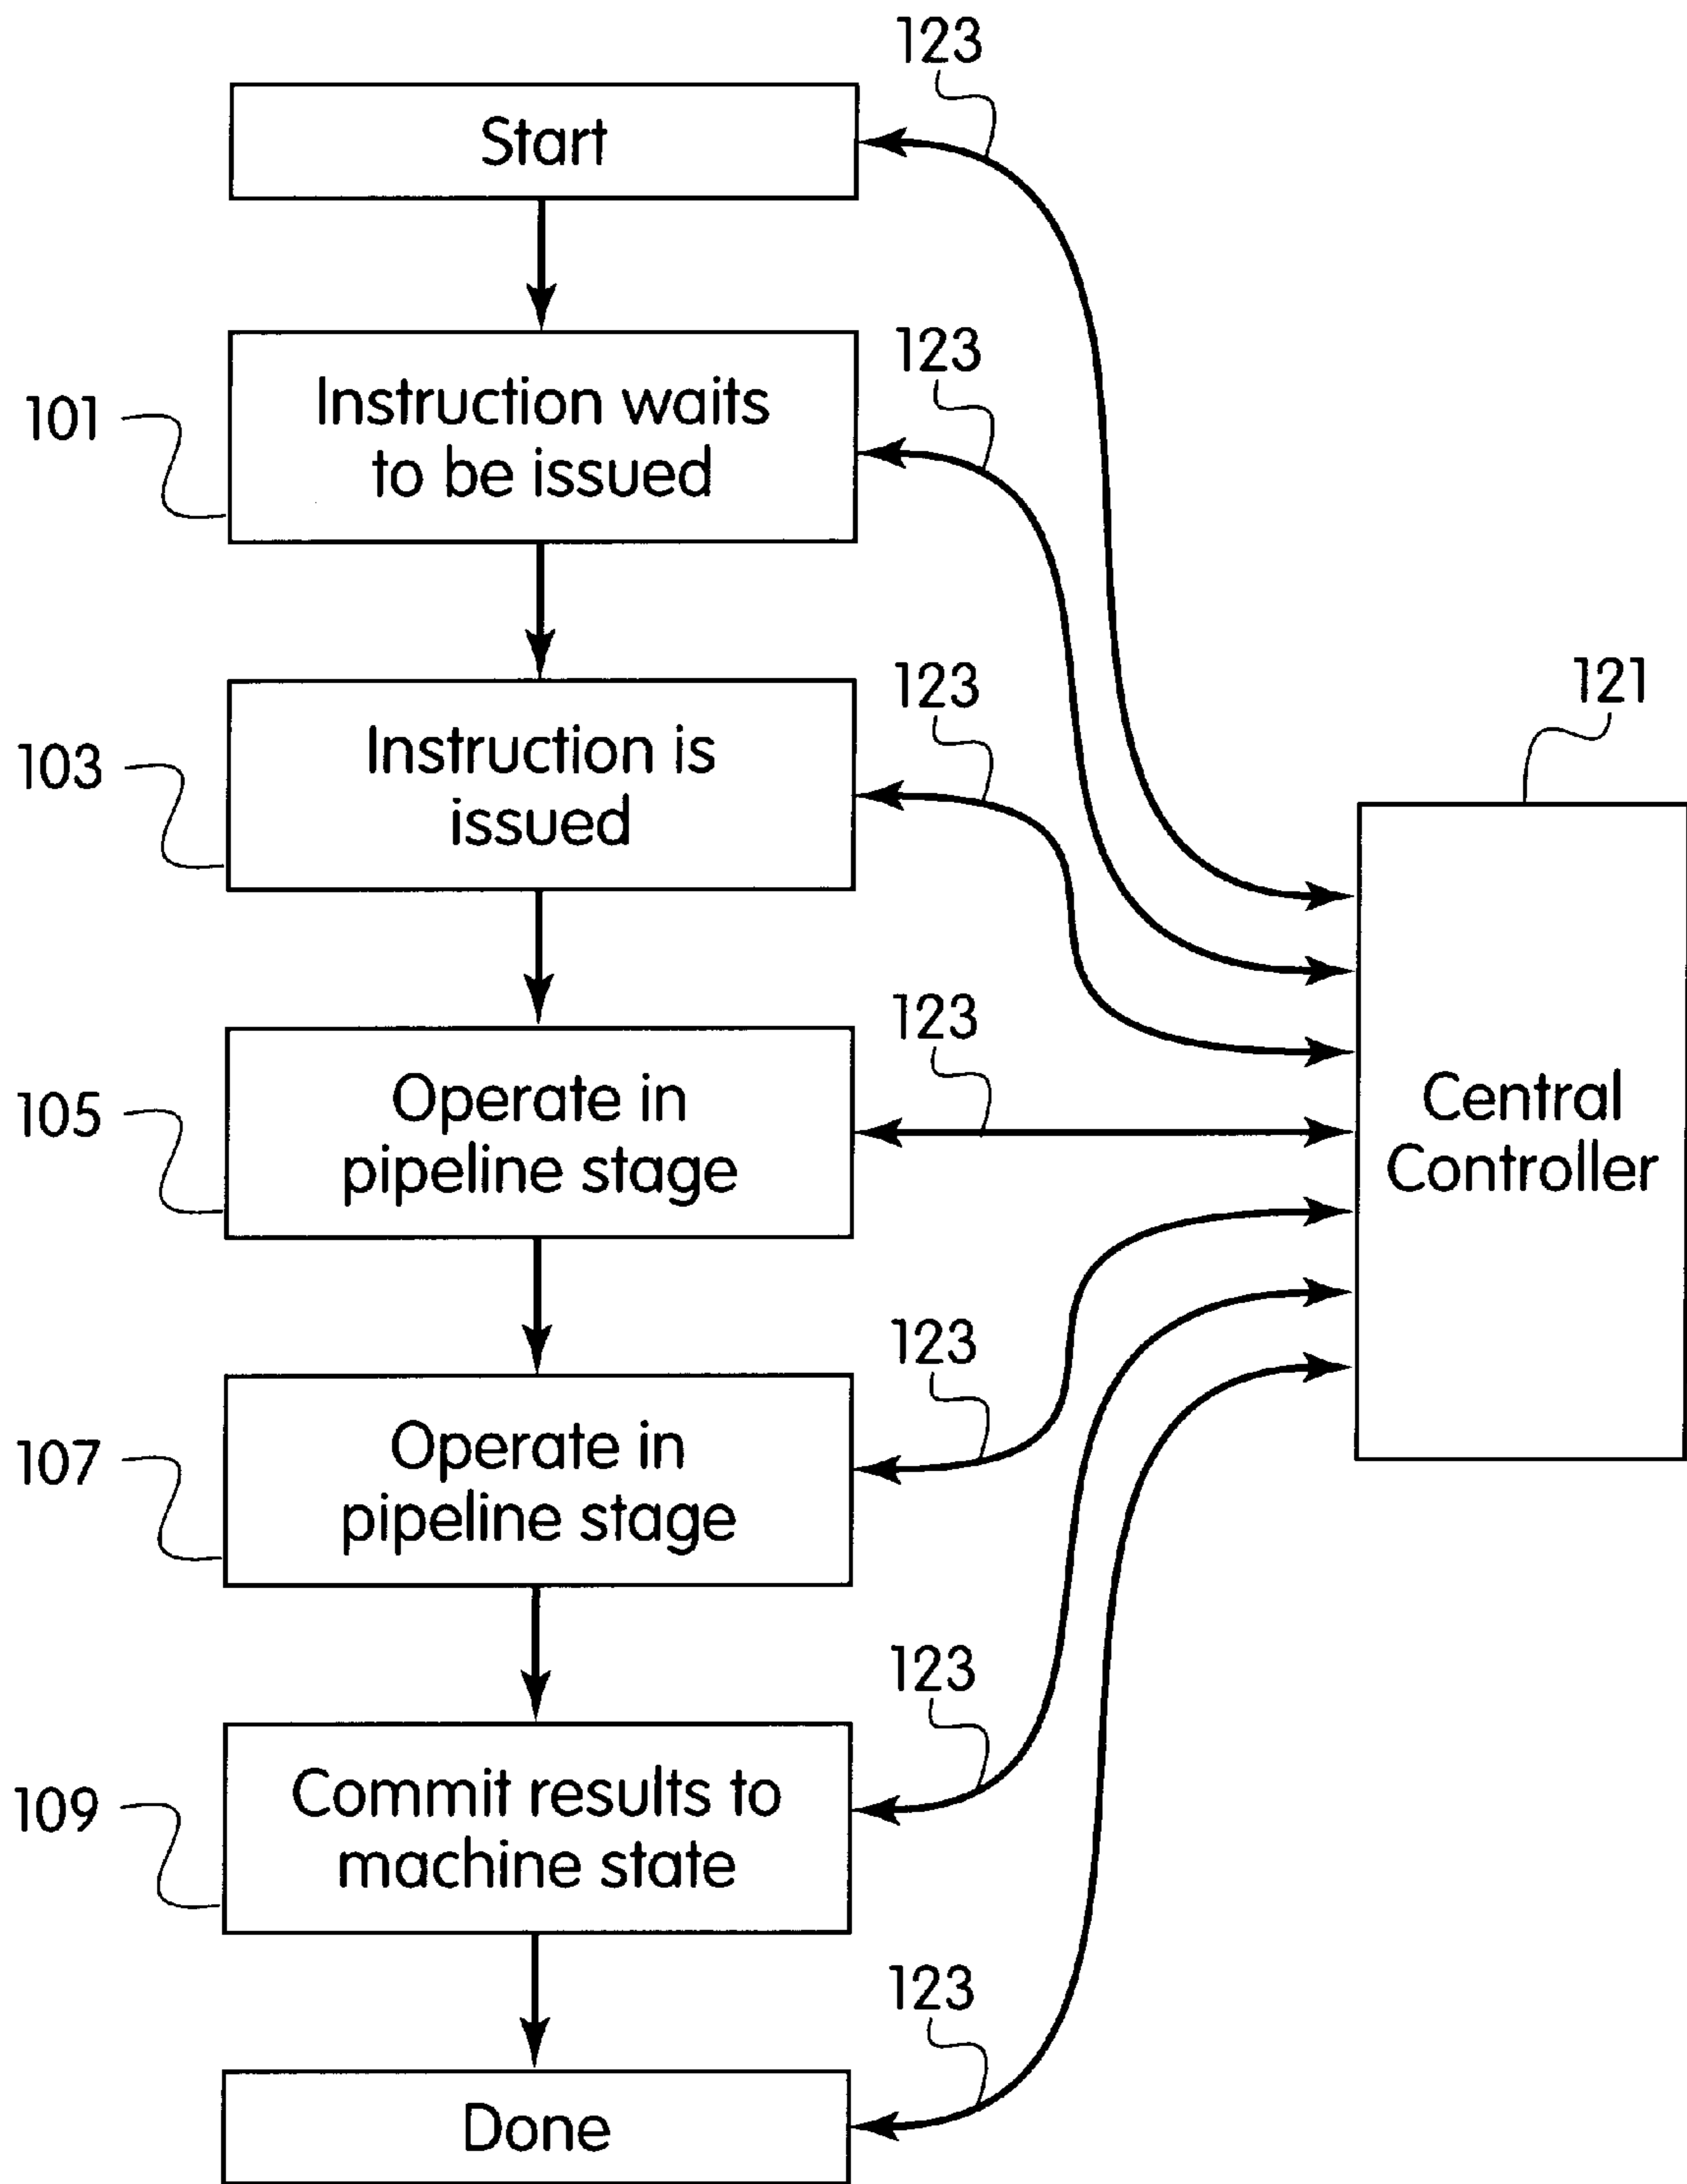 123
Start
123
101
Instruction waits
to be issued
123
121
103
Instruction is
issued
123
105
Operate in
pipeline stage
Central
Controller
123
107
Operate in
pipeline stage
123
109
Commit results to
machine state
123
Done